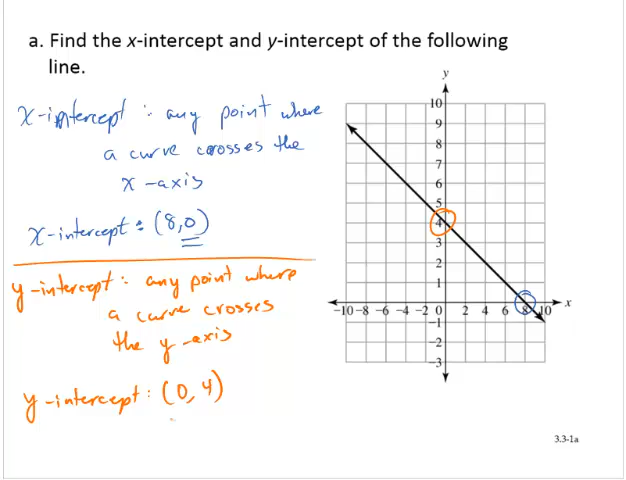 a. Find the x-intercept and y-intercept of the following
line.
x-intercept : any point where
a curve crosses the
x-axis
x-intercept : (8,0)
y-intercept : any point where
a curve crosses
the y-axis
y-intercept : (0,4)
y
10
9
8
7
6
5
4
3
2
1
-10 -8 -6 -4 -2 0 2 4 6 8 10 x
-1
-2
-3
3.3-1a